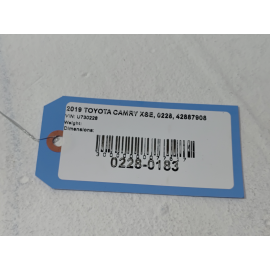 2019 TOYOTA CAMRY XSE, 0228, 42887908
VIN: U730228
Weight:
Dimensions:
0228-0183